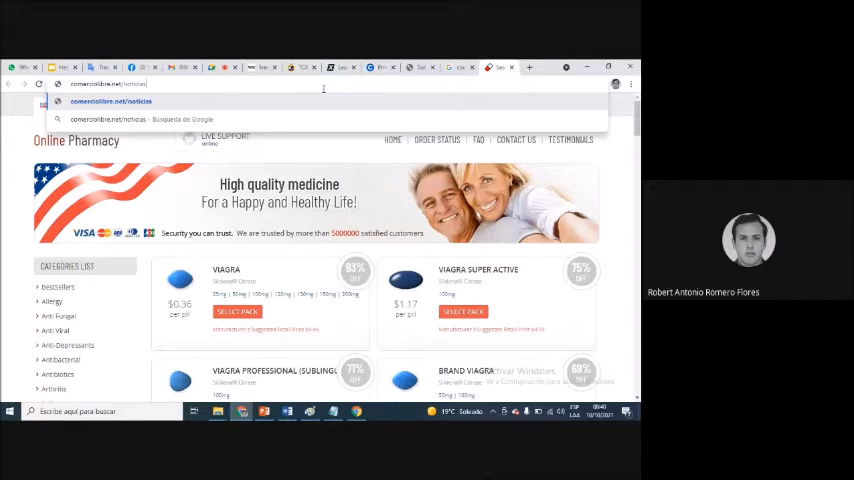 comerciolibre.net/noticias
comerciolibre.net/noticias
comerciolibre.net/noticias - Búsqueda de Google
Online Pharmacy
LIVE SUPPORT
online
HOME
ORDER STATUS
FAQ
CONTACT US
TESTIMONIALS
High quality medicine
For a Happy and Healthy Life!
VISA
JCB
Security you can trust. We are trusted by more than 5000000 satisfied customers
CATEGORIES LIST
Bestsellers
Allergy
Anti Fungal
Anti Viral
Anti-Depressants
Antibacterial
Antibiotics
Arthritis
VIAGRA
Sildenafil Citrate
25mg | 50mg | 100mg | 120mg | 130mg | 150mg | 200mg
$0.36
per pill
SELECT PACK
93%
OFF
VIAGRA SUPER ACTIVE
Sildenafil Citrate
100mg
$1.17
per pill
SELECT PACK
75%
OFF
VIAGRA PROFESSIONAL (SUBLINGU
Sildenafil Citrate
100mg
71%
OFF
BRAND VIAGRA
Sildenafil Citrate
50mg | 100mg
68%
OFF
Activar Windows
Robert Antonio Romero Flores
Escribe aquí para buscar
19°C Soleado
ESP
LAA
08:40
10/10/2021